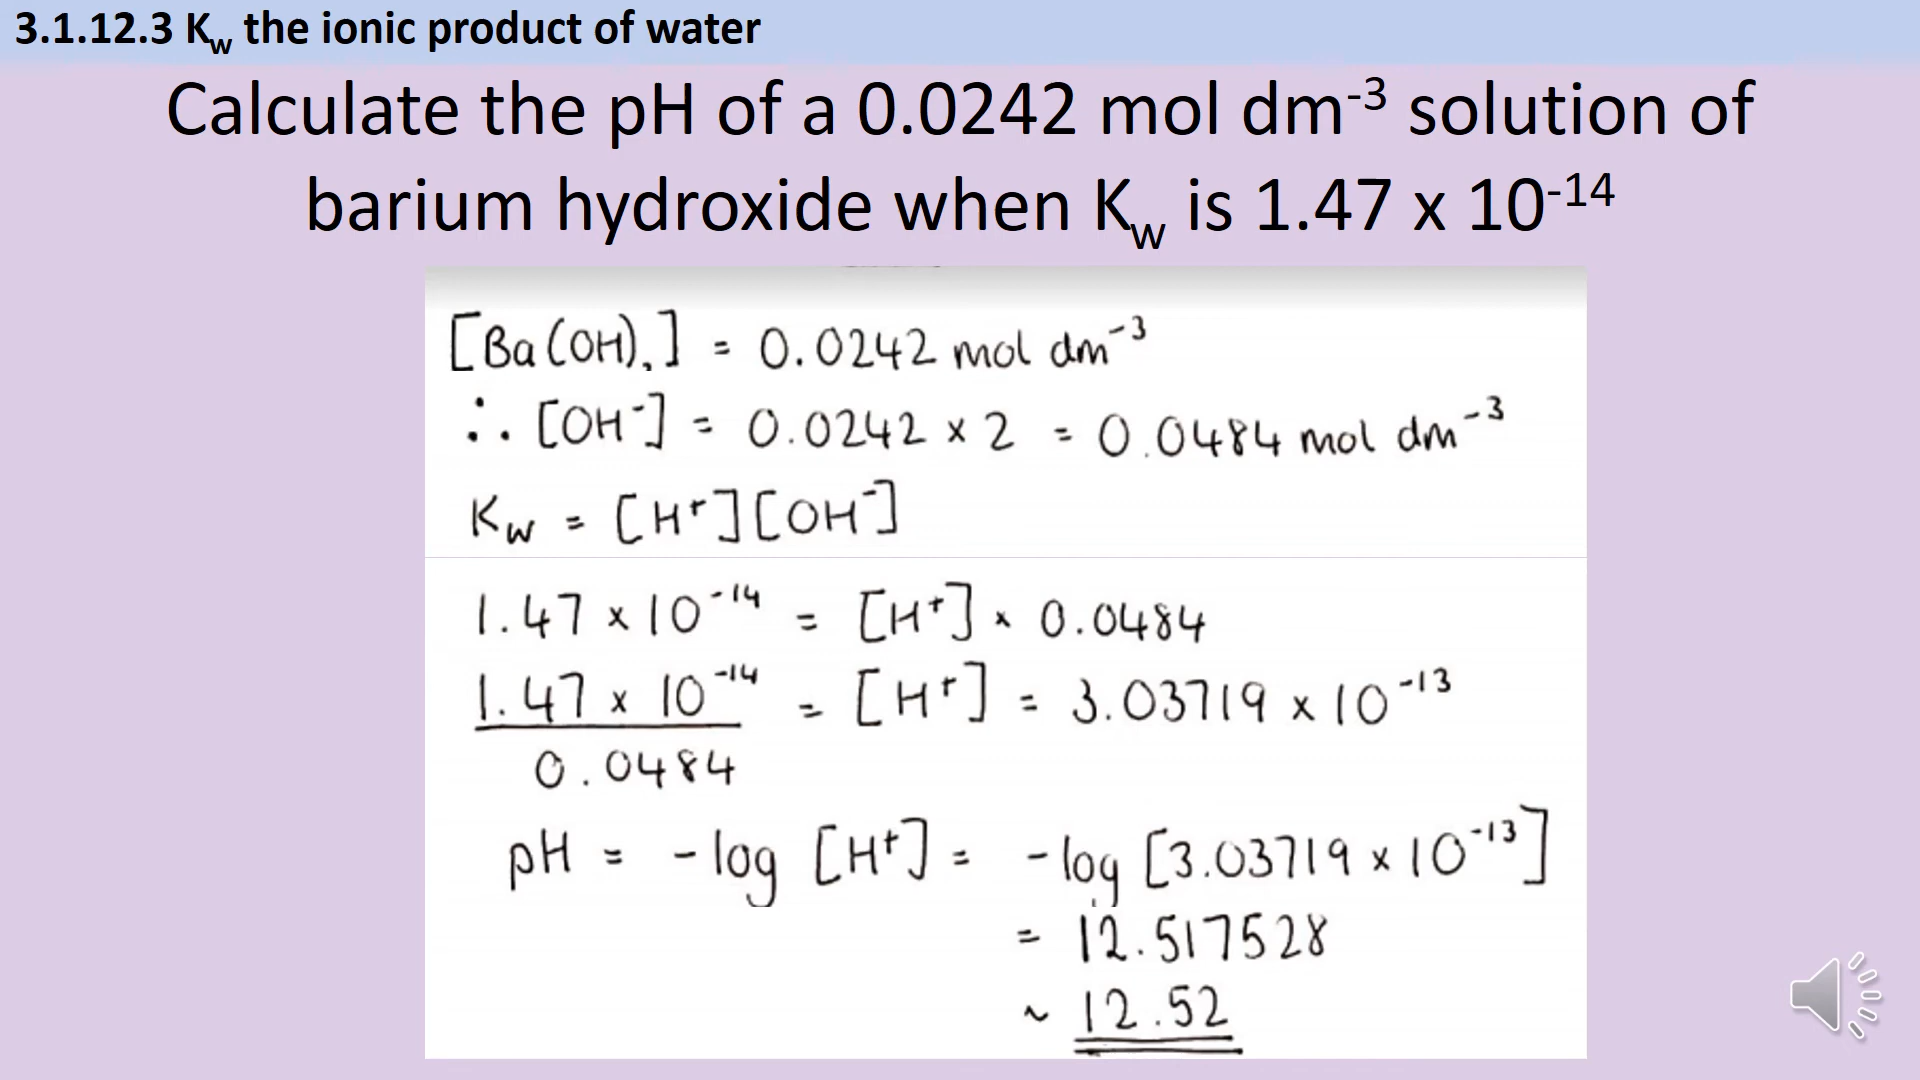 3.1.12.3 Kw the ionic product of water
Calculate the pH of a 0.0242 mol dm⁻³ solution of
barium hydroxide when Kw is 1.47 x 10⁻¹⁴
[Ba(OH)₂] = 0.0242 mol dm⁻³
∴ [OH⁻] = 0.0242 × 2 = 0.0484 mol dm⁻³
Kw = [H⁺][OH⁻]
1.47 × 10⁻¹⁴ = [H⁺] × 0.0484
1.47 × 10⁻¹⁴ = [H⁺] = 3.03719 × 10⁻¹³
0.0484
pH = -log [H⁺] = -log [3.03719 × 10⁻¹³]
= 12.517528
~ 12.52